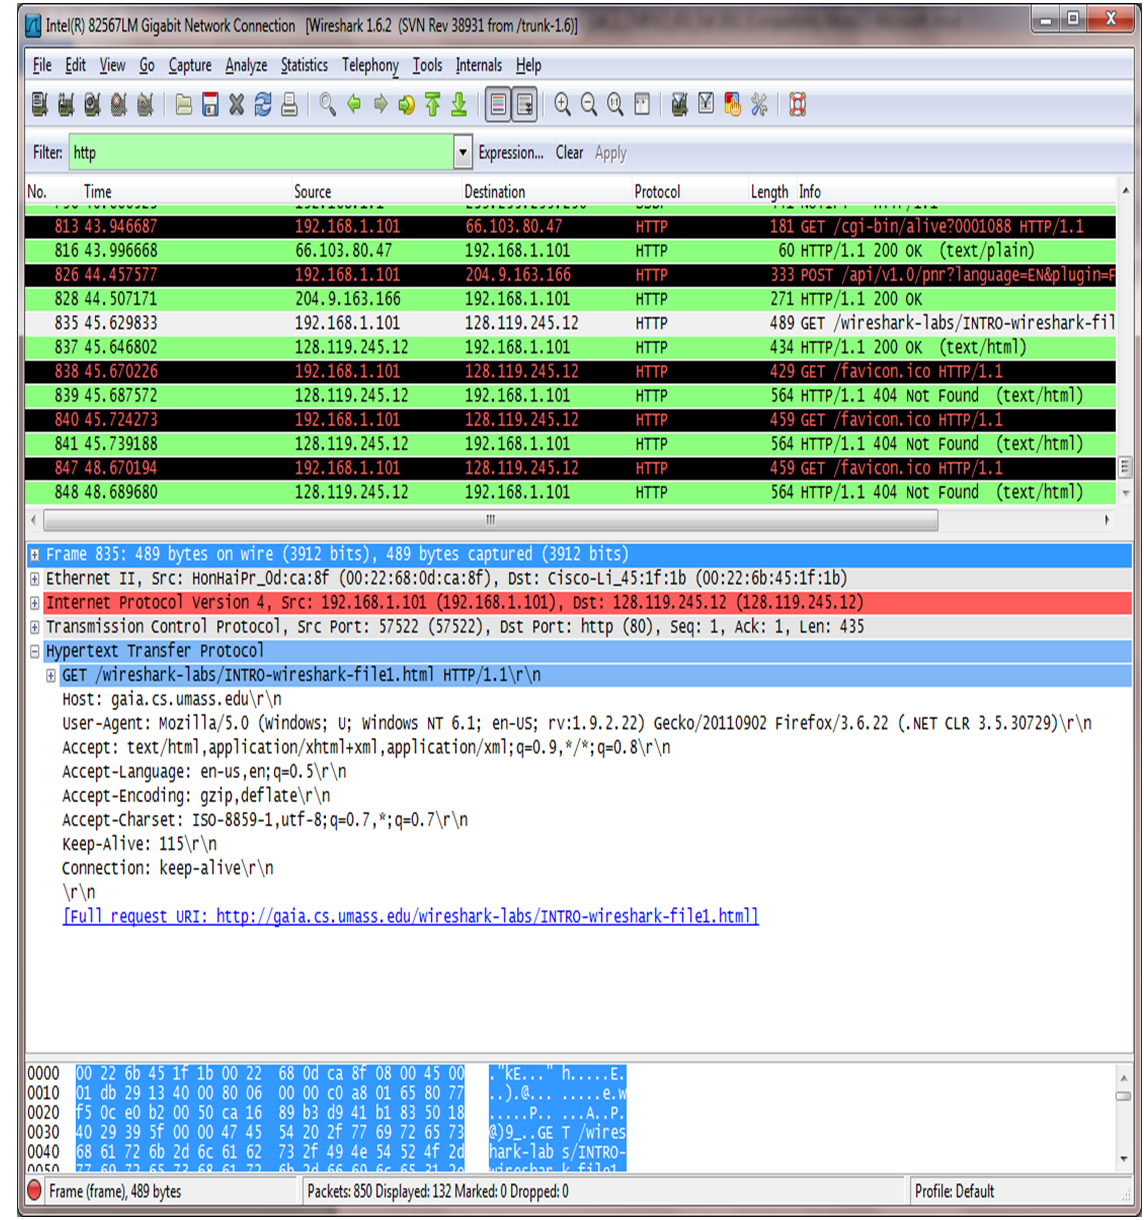 Intel(R) 82567LM Gigabit Network Connection [Wireshark 1.6.2 (SVN Rev 38931 from /trunk-1.6)]
File Edit View Go Capture Analyze Statistics Telephony Tools Internals Help
Filter: http Expression... Clear Apply
No. Time Source Destination Protocol Length Info
813 43.946687 192.168.1.101 66.103.80.47 HTTP 181 GET /cgi-bin/alive?0001088 HTTP/1.1
816 43.996668 66.103.80.47 192.168.1.101 HTTP 60 HTTP/1.1 200 OK (text/plain)
826 44.457577 192.168.1.101 204.9.163.166 HTTP 333 POST /api/v1.0/pnr?language=EN&plugin=F
828 44.507171 204.9.163.166 192.168.1.101 HTTP 271 HTTP/1.1 200 OK
835 45.629833 192.168.1.101 128.119.245.12 HTTP 489 GET /wireshark-labs/INTRO-wireshark-fil
837 45.646802 128.119.245.12 192.168.1.101 HTTP 434 HTTP/1.1 200 OK (text/html)
838 45.670226 192.168.1.101 128.119.245.12 HTTP 429 GET /favicon.ico HTTP/1.1
839 45.687572 128.119.245.12 192.168.1.101 HTTP 564 HTTP/1.1 404 Not Found (text/html)
840 45.724273 192.168.1.101 128.119.245.12 HTTP 459 GET /favicon.ico HTTP/1.1
841 45.739188 128.119.245.12 192.168.1.101 HTTP 564 HTTP/1.1 404 Not Found (text/html)
847 48.670194 192.168.1.101 128.119.245.12 HTTP 459 GET /favicon.ico HTTP/1.1
848 48.689680 128.119.245.12 192.168.1.101 HTTP 564 HTTP/1.1 404 Not Found (text/html)
Frame 835: 489 bytes on wire (3912 bits), 489 bytes captured (3912 bits)
Ethernet II, Src: HonHaiPr_0d:ca:8f (00:22:68:0d:ca:8f), Dst: Cisco-Li_45:1f:1b (00:22:6b:45:1f:1b)
Internet Protocol Version 4, Src: 192.168.1.101 (192.168.1.101), Dst: 128.119.245.12 (128.119.245.12)
Transmission Control Protocol, Src Port: 57522 (57522), Dst Port: http (80), Seq: 1, Ack: 1, Len: 435
Hypertext Transfer Protocol
GET /wireshark-labs/INTRO-wireshark-file1.html HTTP/1.1\r\n
Host: gaia.cs.umass.edu\r\n
User-Agent: Mozilla/5.0 (Windows; U; Windows NT 6.1; en-US; rv:1.9.2.22) Gecko/20110902 Firefox/3.6.22 (.NET CLR 3.5.30729)\r\n
Accept: text/html,application/xhtml+xml,application/xml;q=0.9,*/*;q=0.8\r\n
Accept-Language: en-us,en;q=0.5\r\n
Accept-Encoding: gzip,deflate\r\n
Accept-Charset: ISO-8859-1,utf-8;q=0.7,*;q=0.7\r\n
Keep-Alive: 115\r\n
Connection: keep-alive\r\n
\r\n
[Full request URI: http://gaia.cs.umass.edu/wireshark-labs/INTRO-wireshark-file1.html]
0000 00 22 6b 45 1f 1b 00 22 68 0d ca 8f 08 00 45 00 ."kE..." h.....E.
0010 01 db 29 13 40 00 80 06 00 00 c0 a8 01 65 80 77 ..).@... .....e.w
0020 f5 0c e0 b2 00 50 ca 16 89 b3 d9 41 b1 83 50 18 .....P.. ...A..P.
0030 40 29 39 5f 00 00 47 45 54 20 2f 77 69 72 65 73 @)9_..GE T /wires
0040 68 61 72 6b 2d 6c 61 62 73 2f 49 4e 54 52 4f 2d hark-lab s/INTRO-
0050 77 69 72 65 73 68 61 72 6b 2d 66 69 6c 65 31 2e wireshar k-file1.
Frame (frame), 489 bytes Packets: 850 Displayed: 132 Marked: 0 Dropped: 0 Profile: Default